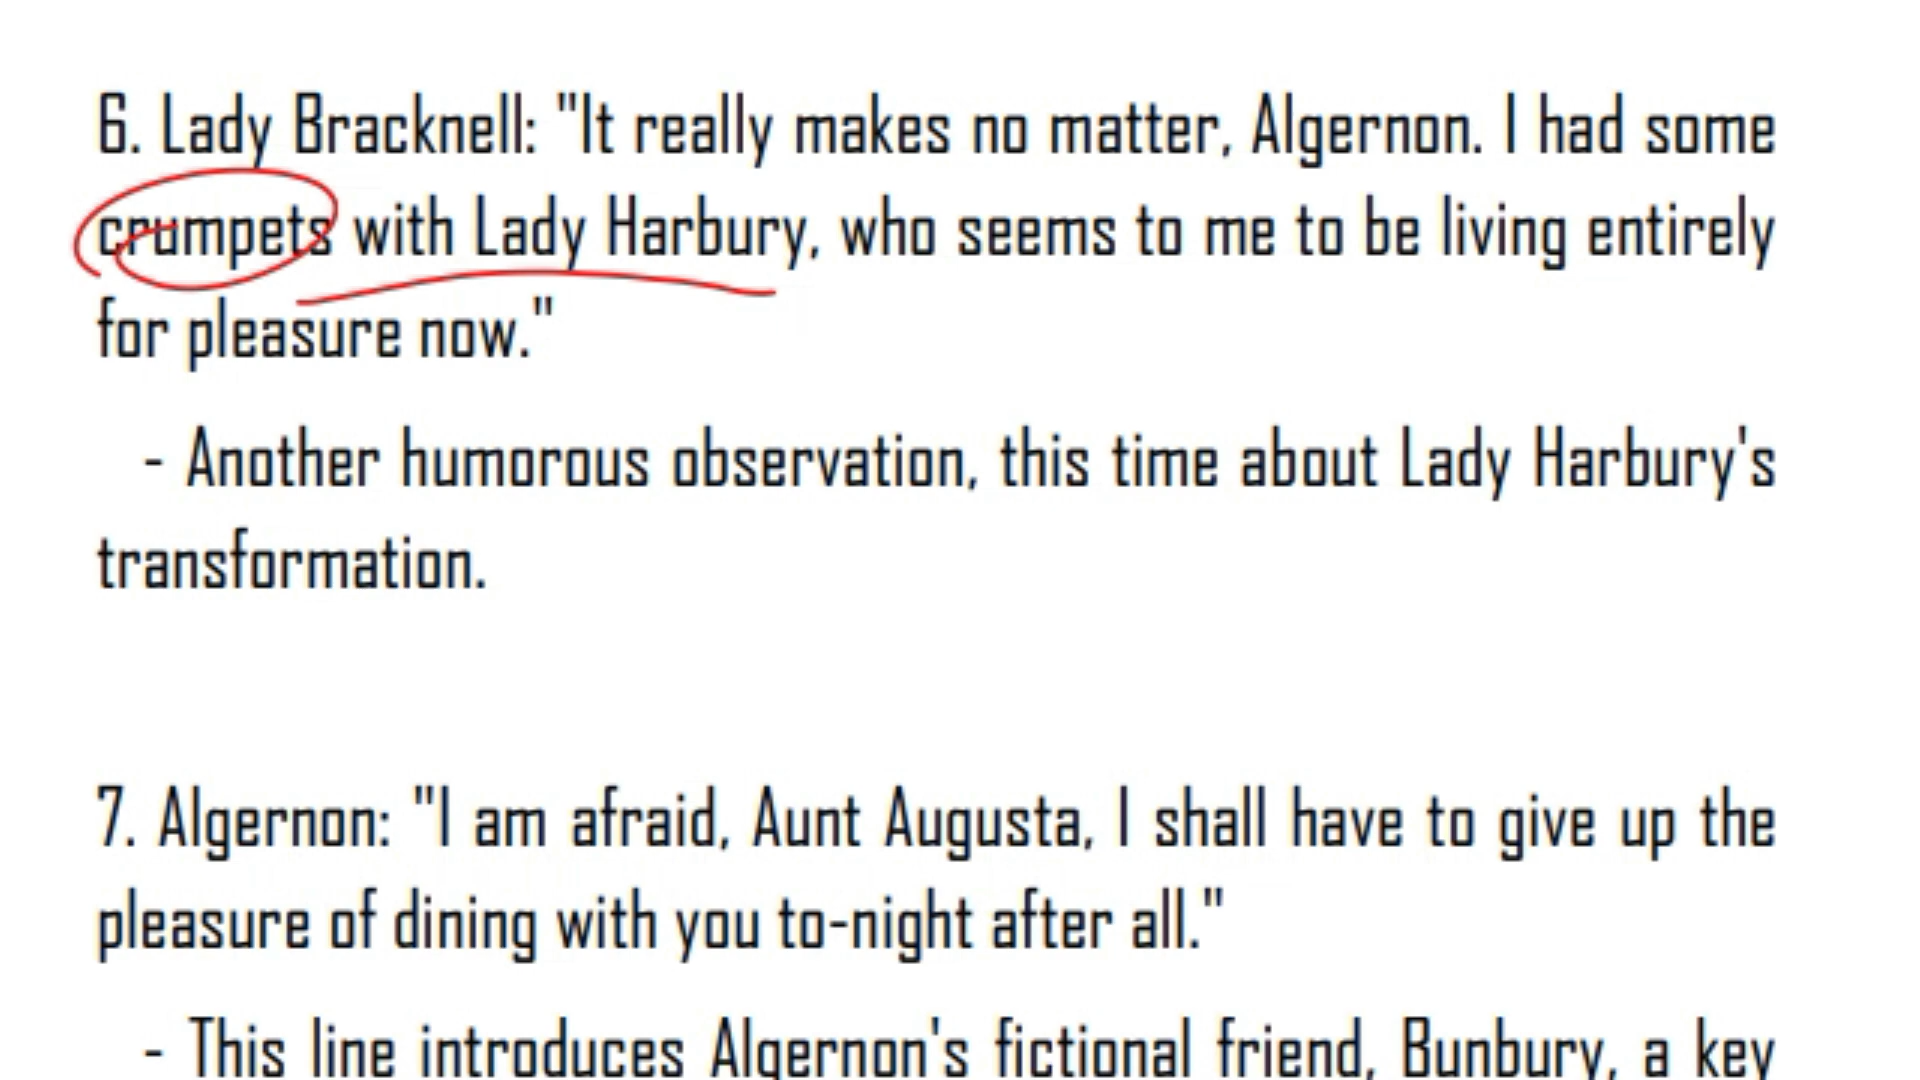 6. Lady Bracknell: "It really makes no matter, Algernon. I had some
crumpets with Lady Harbury, who seems to me to be living entirely
for pleasure now."
- Another humorous observation, this time about Lady Harbury's
transformation.
7. Algernon: "I am afraid, Aunt Augusta, I shall have to give up the
pleasure of dining with you to-night after all."
- This line introduces Algernon's fictional friend, Bunbury, a key